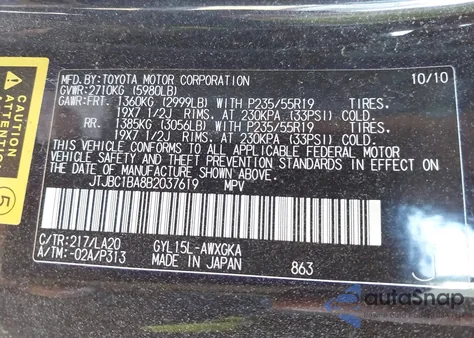 MFD.BY:TOYOTA MOTOR CORPORATION 10/10
GVWR:2710KG (5980LB)
GAWR:FRT. 1360KG (2999LB) WITH P235/55R19 TIRES.
19X7 1/2J RIMS. AT 230KPA (33PSI) COLD.
RR. 1385KG (3056LB) WITH P235/55R19 TIRES.
19X7 1/2J RIMS. AT 230KPA (33PSI) COLD.
THIS VEHICLE CONFORMS TO ALL APPLICABLE FEDERAL MOTOR
VEHICLE SAFETY AND THEFT PREVENTION STANDARDS IN EFFECT ON
THE DATE OF MANUFACTURE SHOWN ABOVE.
JTJBC1BA8B2037619 MPV
C/TR:217/LA20 GYL15L-AWXGKA
A/TM:-02A/P313 MADE IN JAPAN 863
5
autoSnap